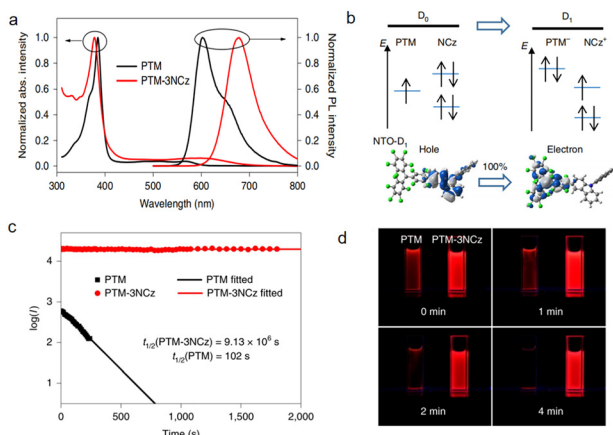 a
Normalized abs. intensity
1.0
0.8
0.6
0.4
0.2
0.0
PTM
PTM-3NCz
1.0
0.8
0.6
0.4
0.2
0.0
Normalized PL intensity
300 400 500 600 700 800
Wavelength (nm)
b
D₀ D₁
E PTM NCz
E PTM⁻ NCz⁺
NTO-D₁
Hole 100% Electron
c
log(I)
4
3
2
1
PTM PTM fitted
PTM-3NCz PTM-3NCz fitted
t₁/₂(PTM-3NCz) = 9.13 × 10⁶ s
t₁/₂(PTM) = 102 s
0 500 1,000 1,500 2,000
Time (s)
d
PTM PTM-3NCz
0 min 1 min
2 min 4 min